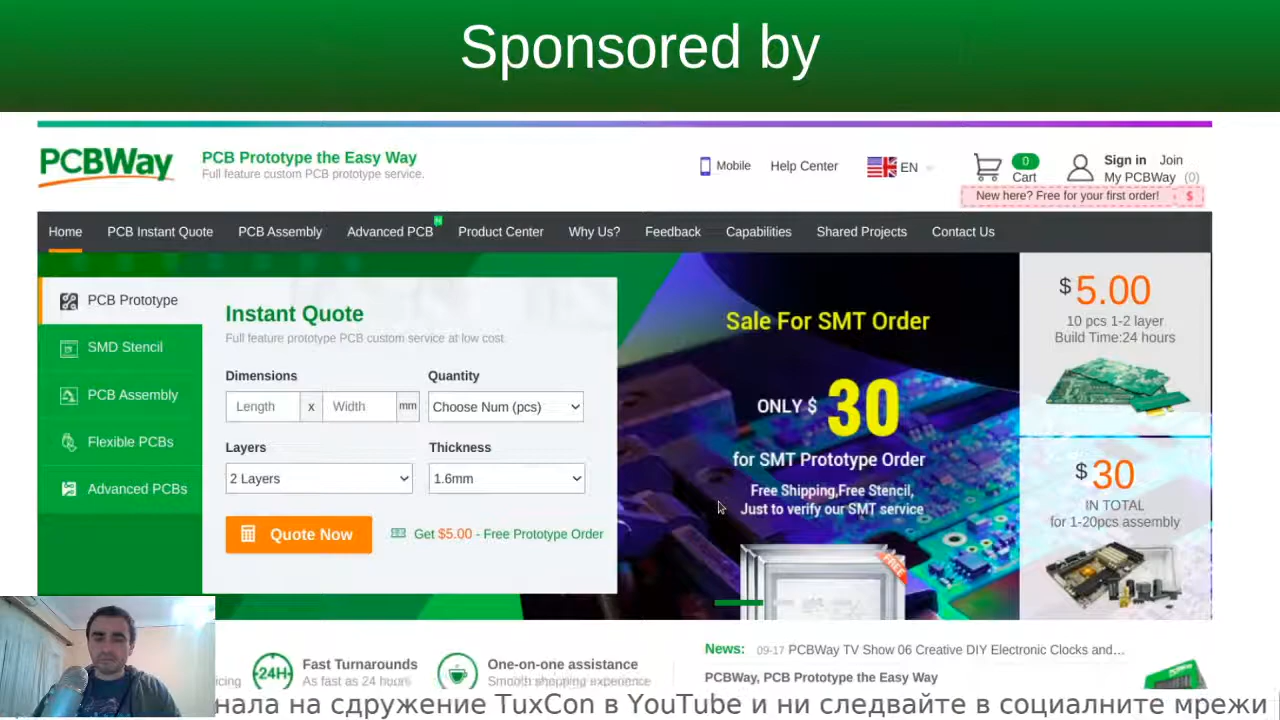 Sponsored by
PCBWay
PCB Prototype the Easy Way
Full feature custom PCB prototype service.
Mobile
Help Center
EN
0
Cart
Sign in Join
My PCBWay (0)
New here? Free for your first order! $
Home PCB Instant Quote PCB Assembly Advanced PCB Product Center Why Us? Feedback Capabilities Shared Projects Contact Us
PCB Prototype
SMD Stencil
PCB Assembly
Flexible PCBs
Advanced PCBs
Instant Quote
Full feature prototype PCB custom service at low cost.
Dimensions Quantity
Length x Width mm Choose Num (pcs)
Layers Thickness
2 Layers 1.6mm
Quote Now Get $5.00 - Free Prototype Order
Sale For SMT Order
ONLY $ 30
for SMT Prototype Order
Free Shipping,Free Stencil,
Just to verify our SMT service
FREE
$ 5.00
10 pcs 1-2 layer
Build Time:24 hours
$ 30
IN TOTAL
for 1-20pcs assembly
24H
Fast Turnarounds
As fast as 24 hours
One-on-one assistance
Smooth shopping experience
News: 09-17 PCBWay TV Show 06 Creative DIY Electronic Clocks and...
PCBWay, PCB Prototype the Easy Way
на сдружение TuxCon в YouTube и ни следвайте в социалните мрежи